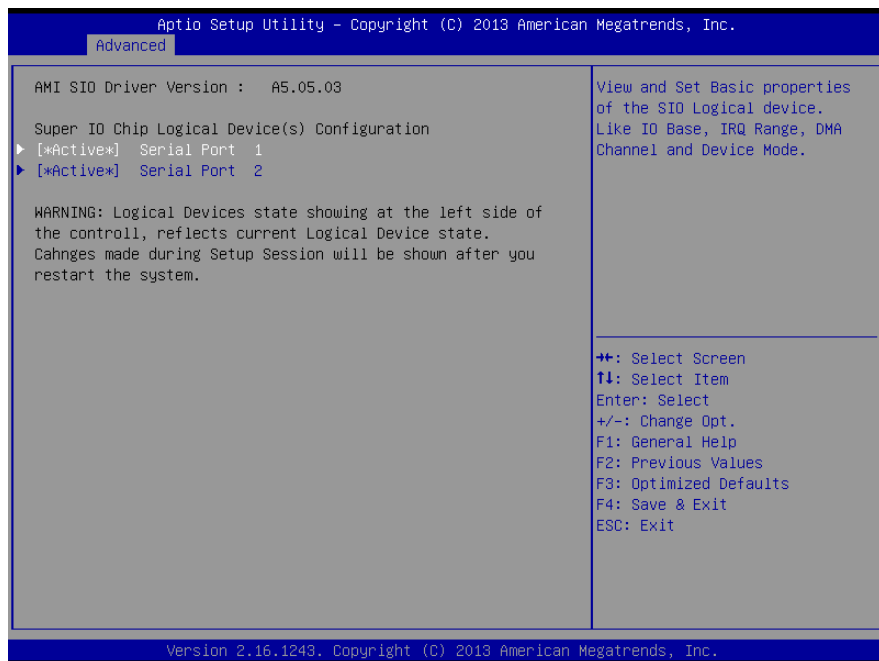 Aptio Setup Utility – Copyright (C) 2013 American Megatrends, Inc.
Advanced
AMI SIO Driver Version :   A5.05.03
Super IO Chip Logical Device(s) Configuration
[*Active*]  Serial Port  1
[*Active*]  Serial Port  2
WARNING: Logical Devices state showing at the left side of
the controll, reflects current Logical Device state.
Cahnges made during Setup Session will be shown after you
restart the system.
View and Set Basic properties
of the SIO Logical device.
Like IO Base, IRQ Range, DMA
Channel and Device Mode.
→←: Select Screen
↑↓: Select Item
Enter: Select
+/-: Change Opt.
F1: General Help
F2: Previous Values
F3: Optimized Defaults
F4: Save & Exit
ESC: Exit
Version 2.16.1243. Copyright (C) 2013 American Megatrends, Inc.